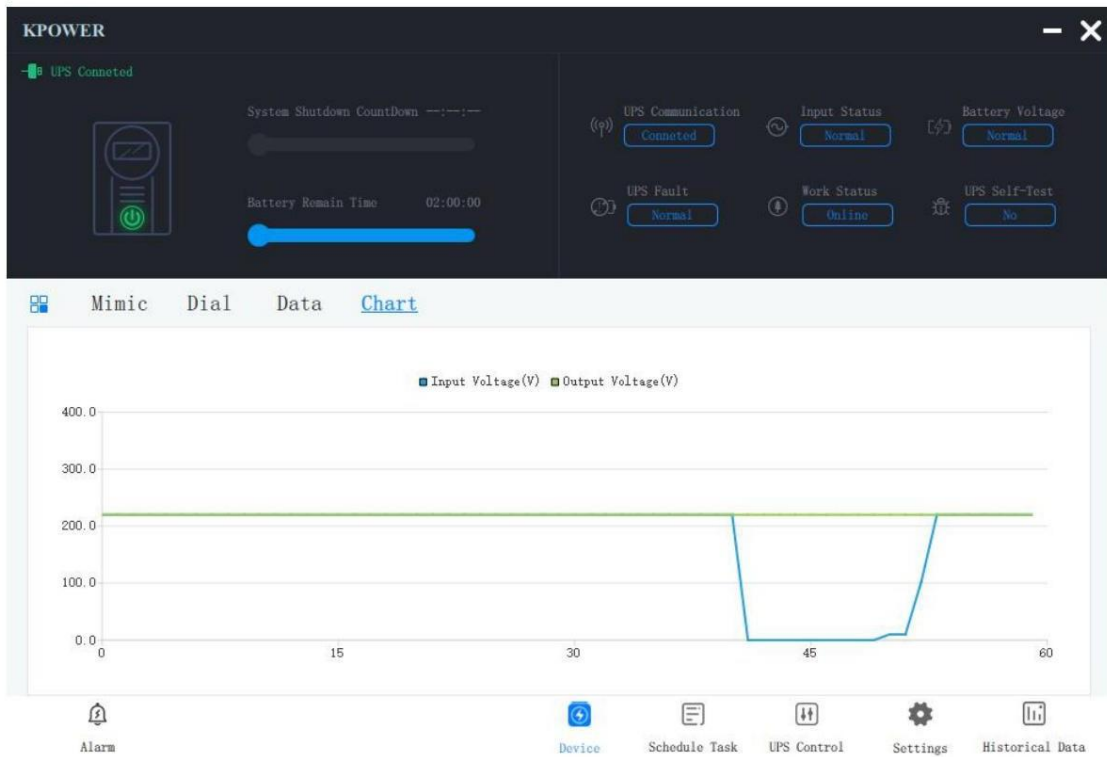 KPOWER
UPS Conneted
System Shutdown CountDown --:--:--
Battery Remain Time 02:00:00
UPS Communication
Conneted
Input Status
Normal
Battery Voltage
Normal
UPS Fault
Normal
Work Status
Online
UPS Self-Test
No
Mimic Dial Data Chart
Input Voltage(V) Output Voltage(V)
400.0
300.0
200.0
100.0
0.0
0 15 30 45 60
Alarm Device Schedule Task UPS Control Settings Historical Data